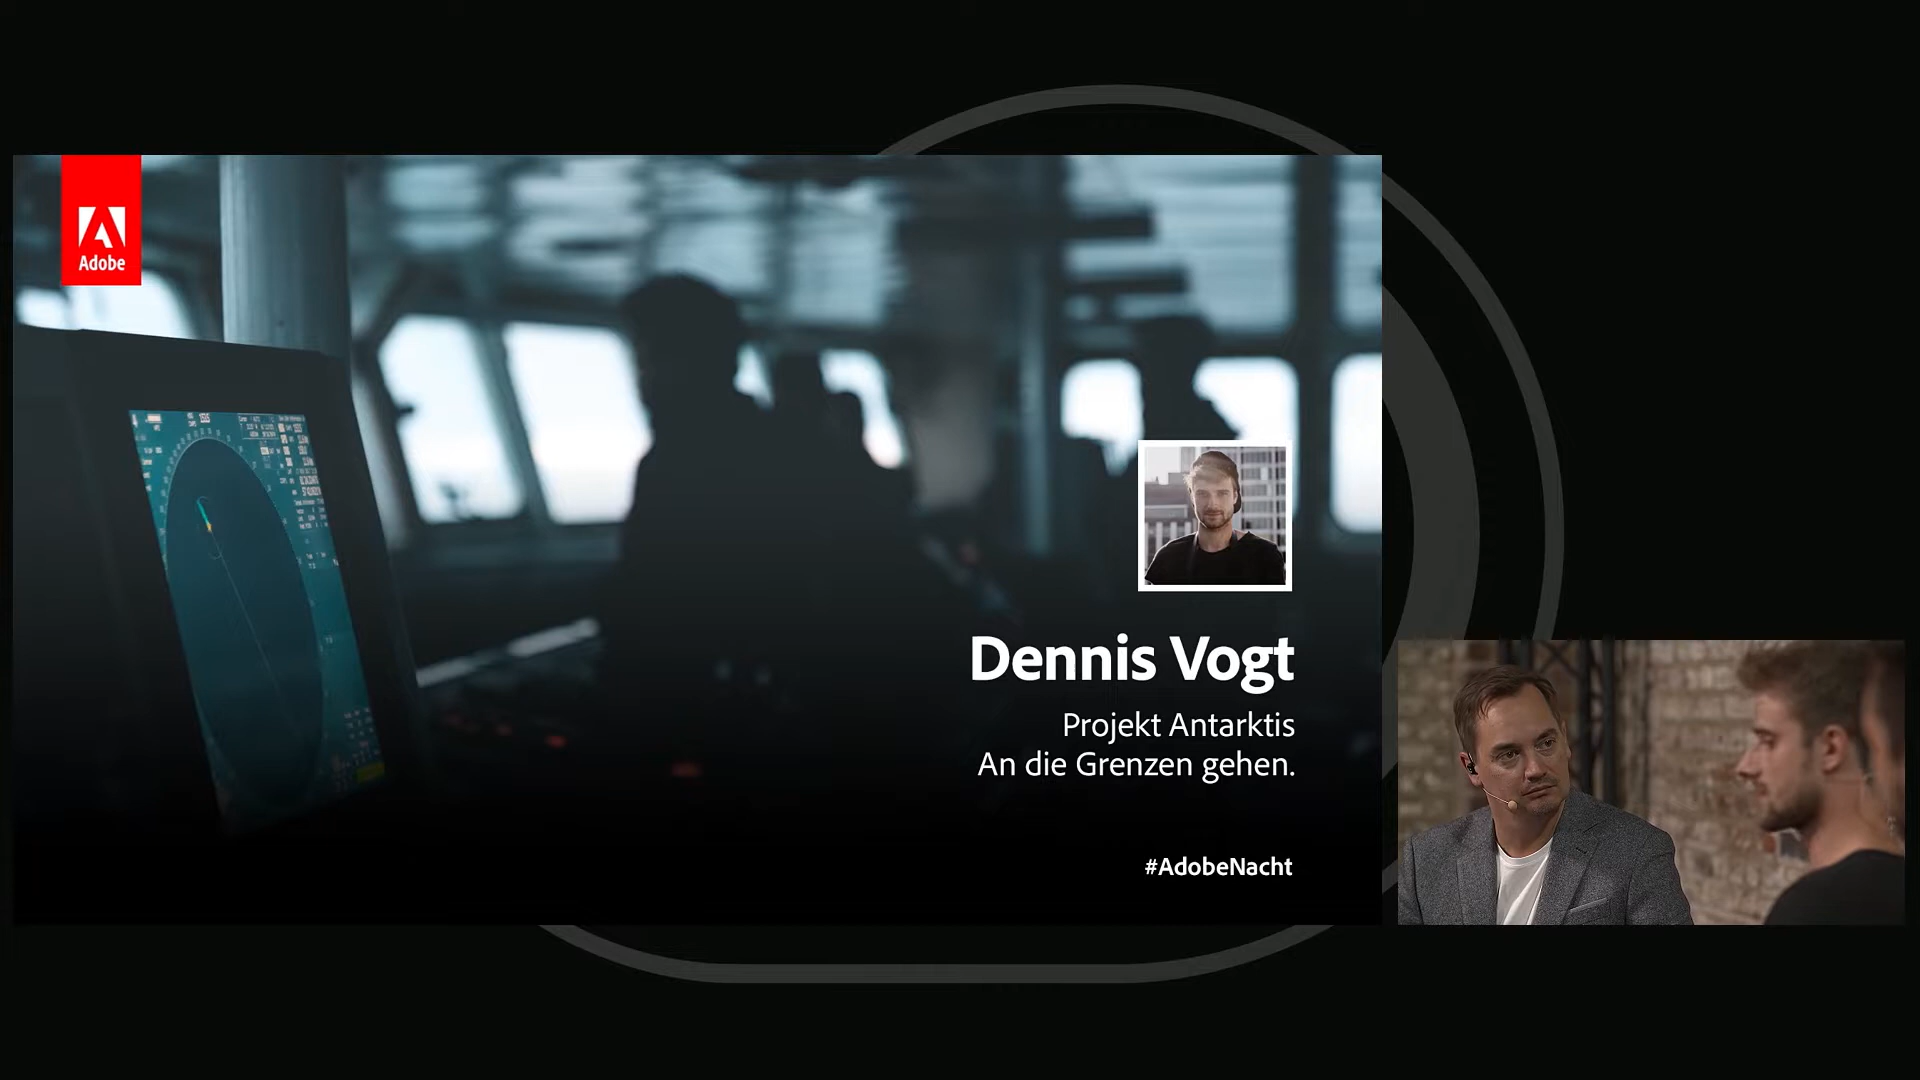 Adobe
Dennis Vogt
Projekt Antarktis
An die Grenzen gehen.
#AdobeNacht